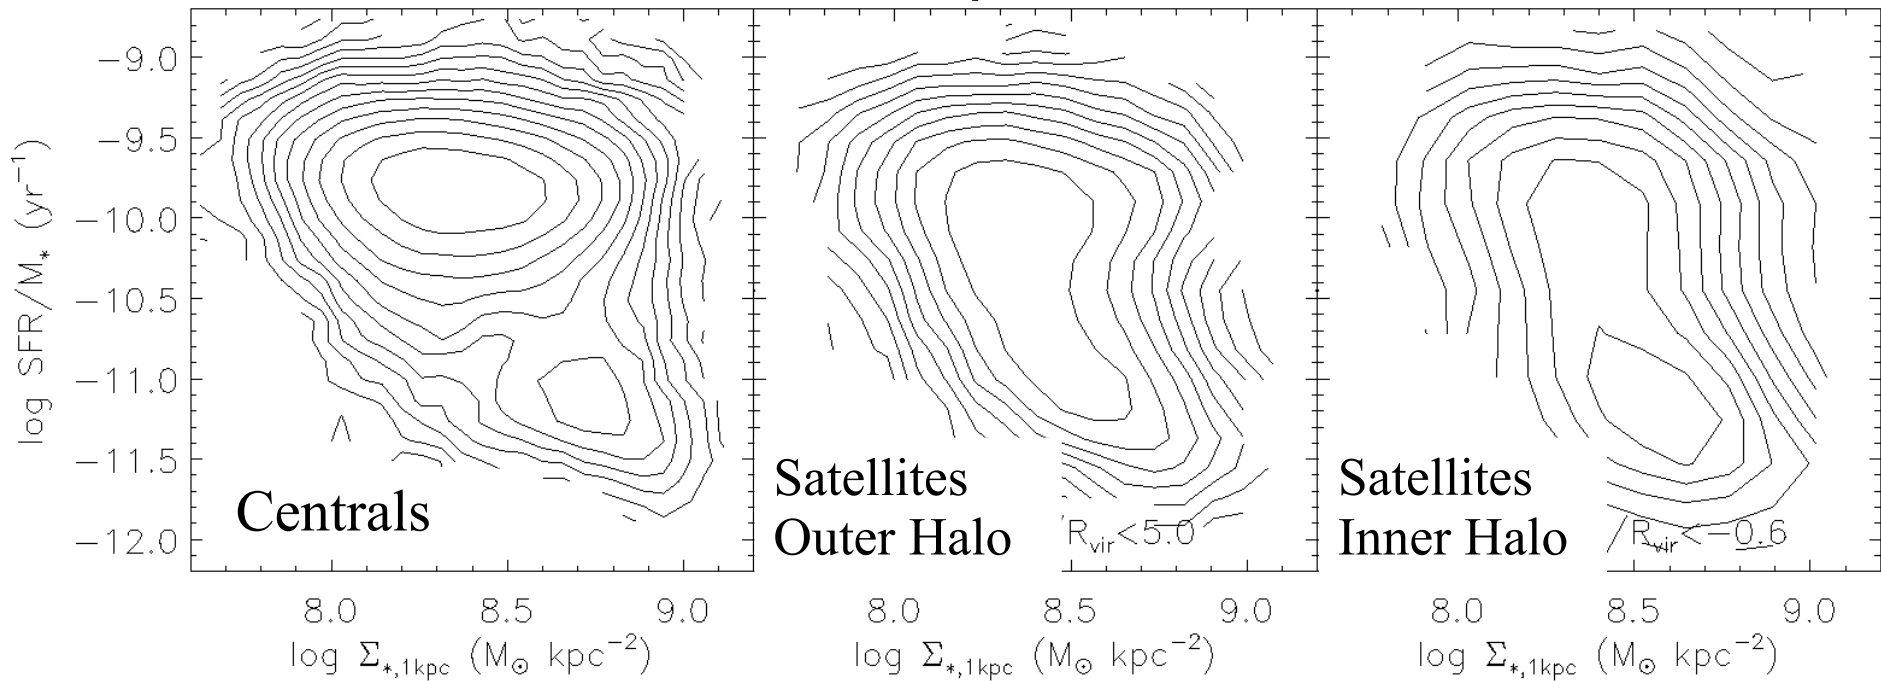 −9.0
−9.5
−10.0
−10.5
−11.0
−11.5
−12.0
log SFR/M* (yr⁻¹)
Centrals
Satellites
Outer Halo
R_vir<5.0
Satellites
Inner Halo
R_vir<−0.6
8.0 8.5 9.0
8.0 8.5 9.0
8.0 8.5 9.0
log Σ*,1kpc (M☉ kpc⁻²)
log Σ*,1kpc (M☉ kpc⁻²)
log Σ*,1kpc (M☉ kpc⁻²)